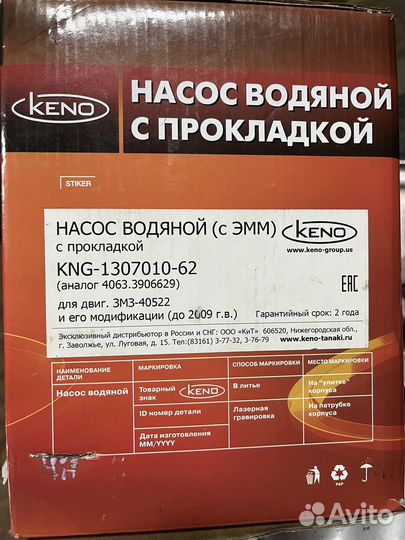 KENO
НАСОС ВОДЯНОЙ
С ПРОКЛАДКОЙ
STIKER
НАСОС ВОДЯНОЙ (с ЭММ)
с прокладкой
KENO
www.keno-group.us
KNG-1307010-62
(аналог 4063.3906629)
EAC
для двиг. ЗМЗ-40522
и его модификации (до 2009 г.в.)
Гарантийный срок: 2 года
Эксклюзивный дистрибьютор в России и СНГ: ООО «КиТ» 606520, Нижегородская обл.,
г. Заволжье, ул. Луговая, д. 15. Тел:(83161) 3-77-32, 3-76-79
www.keno-tanaki.ru
НАИМЕНОВАНИЕ ДЕТАЛИ
МАРКИРОВКА
СПОСОБ МАРКИРОВКИ
МЕСТО МАРКИРОВКИ
Насос водяной
Товарный знак
KENO
В литье
На "улитке" корпуса
ID номер детали
Лазерная гравировка
На патрубке корпуса
Дата изготовления
MM/YYYY
PAP
Avito